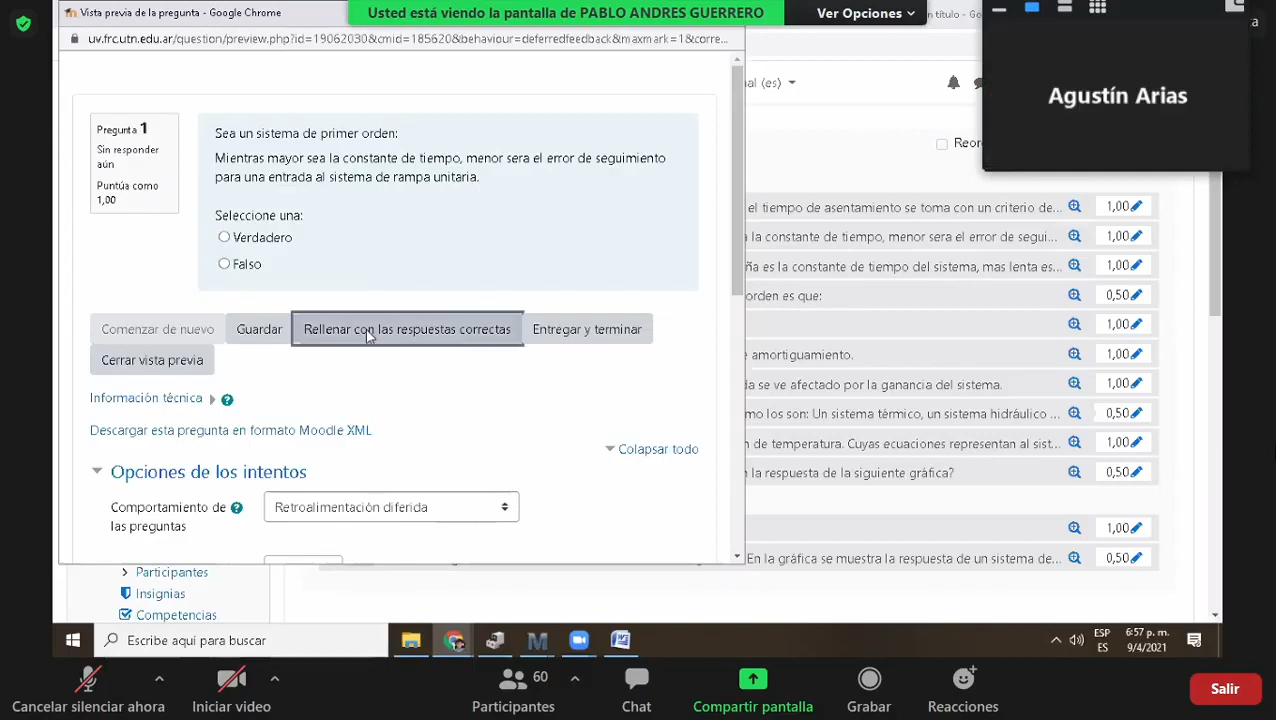 Vista previa de la pregunta - Google Chrome
Usted está viendo la pantalla de PABLO ANDRES GUERRERO
Ver Opciones
n título - Goo
uv.frc.utn.edu.ar/question/preview.php?id=19062030&cmid=185620&behaviour=deferredfeedback&maxmark=1&corre...
nal (es)
Agustín Arias
Pregunta 1
Sin responder
aún
Puntúa como
1,00
Sea un sistema de primer orden:
Mientras mayor sea la constante de tiempo, menor sera el error de seguimiento
para una entrada al sistema de rampa unitaria.
Seleccione una:
Verdadero
Falso
Comenzar de nuevo
Guardar
Rellenar con las respuestas correctas
Entregar y terminar
Cerrar vista previa
Información técnica
Descargar esta pregunta en formato Moodle XML
Colapsar todo
Opciones de los intentos
Comportamiento de
las preguntas
Retroalimentación diferida
Reor
el tiempo de asentamiento se toma con un criterio de... 1,00
a la constante de tiempo, menor sera el error de segui... 1,00
ña es la constante de tiempo del sistema, mas lenta es... 1,00
orden es que: 0,50
1,00
e amortiguamiento. 1,00
da se ve afectado por la ganancia del sistema. 1,00
mo los son: Un sistema térmico, un sistema hidráulico ... 0,50
n de temperatura. Cuyas ecuaciones representan al sist... 1,00
n la respuesta de la siguiente gráfica? 0,50
1,00
En la gráfica se muestra la respuesta de un sistema de... 0,50
Participantes
Insignias
Competencias
Escribe aquí para buscar
ESP
ES
6:57 p. m.
9/4/2021
Cancelar silenciar ahora
Iniciar video
60
Participantes
Chat
Compartir pantalla
Grabar
Reacciones
Salir